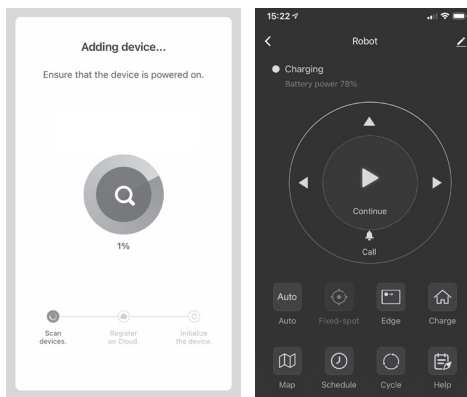 Adding device...
Ensure that the device is powered on.
1%
Scan
devices.
Register
on Cloud.
Initialize
the device.
15:22
Robot
Charging
Battery power 78%
Continue
Call
Auto
Auto
Fixed-spot
Edge
Charge
Map
Schedule
Cycle
Help